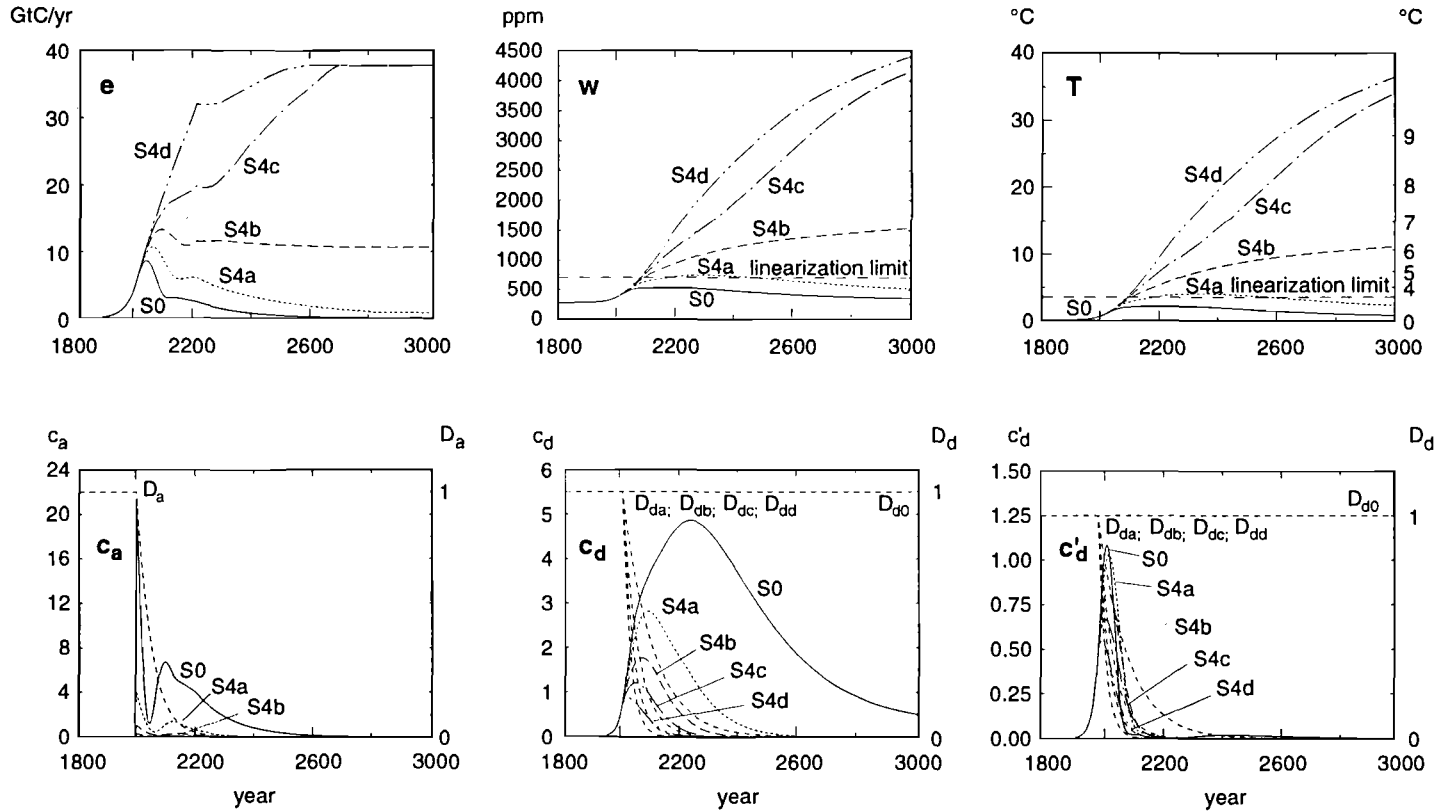 GtC/yr
40
30
20
10
0
e
S4d
S4c
S4b
S4a
S0
1800 2200 2600 3000
ppm
4500
4000
3500
3000
2500
2000
1500
1000
500
0
w
S4d
S4c
S4b
S4a linearization limit
S0
1800 2200 2600 3000
°C °C
40
35
30
25
20
15
10
5
0
T
S4d
S4c
S4b
S4a linearization limit
S0
9
8
7
6
5
4
0
1800 2200 2600 3000
ca Da
24
20
16
12
8
4
0
Da
ca
S0
S4a
S4b
1
0
1800 2200 2600 3000
year
cd Dd
6
5
4
3
2
1
0
Dda; Ddb; Ddc; Ddd Dd0
cd
S0
S4a
S4b
S4c
S4d
1
0
1800 2200 2600 3000
year
c'd Dd
1.50
1.25
1.00
0.75
0.50
0.25
0.00
Dd0
Dda; Ddb; Ddc; Ddd
c'd
S0
S4a
S4b
S4c
S4d
1
0
1800 2200 2600 3000
year